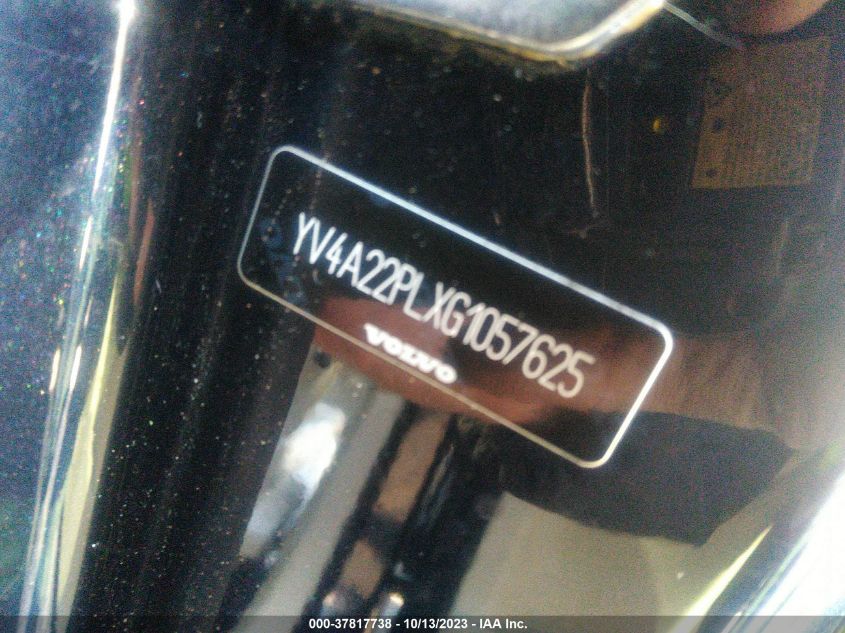 YV4A22PLXG1057625
VOLVO
000-37817738 - 10/13/2023 - IAA Inc.